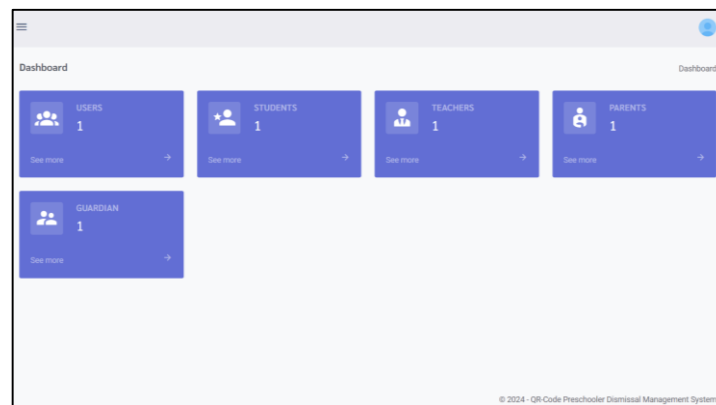 Dashboard
Dashboard
USERS
1
See more
STUDENTS
1
See more
TEACHERS
1
See more
PARENTS
1
See more
GUARDIAN
1
See more
© 2024 - QR-Code Preschooler Dismissal Management System